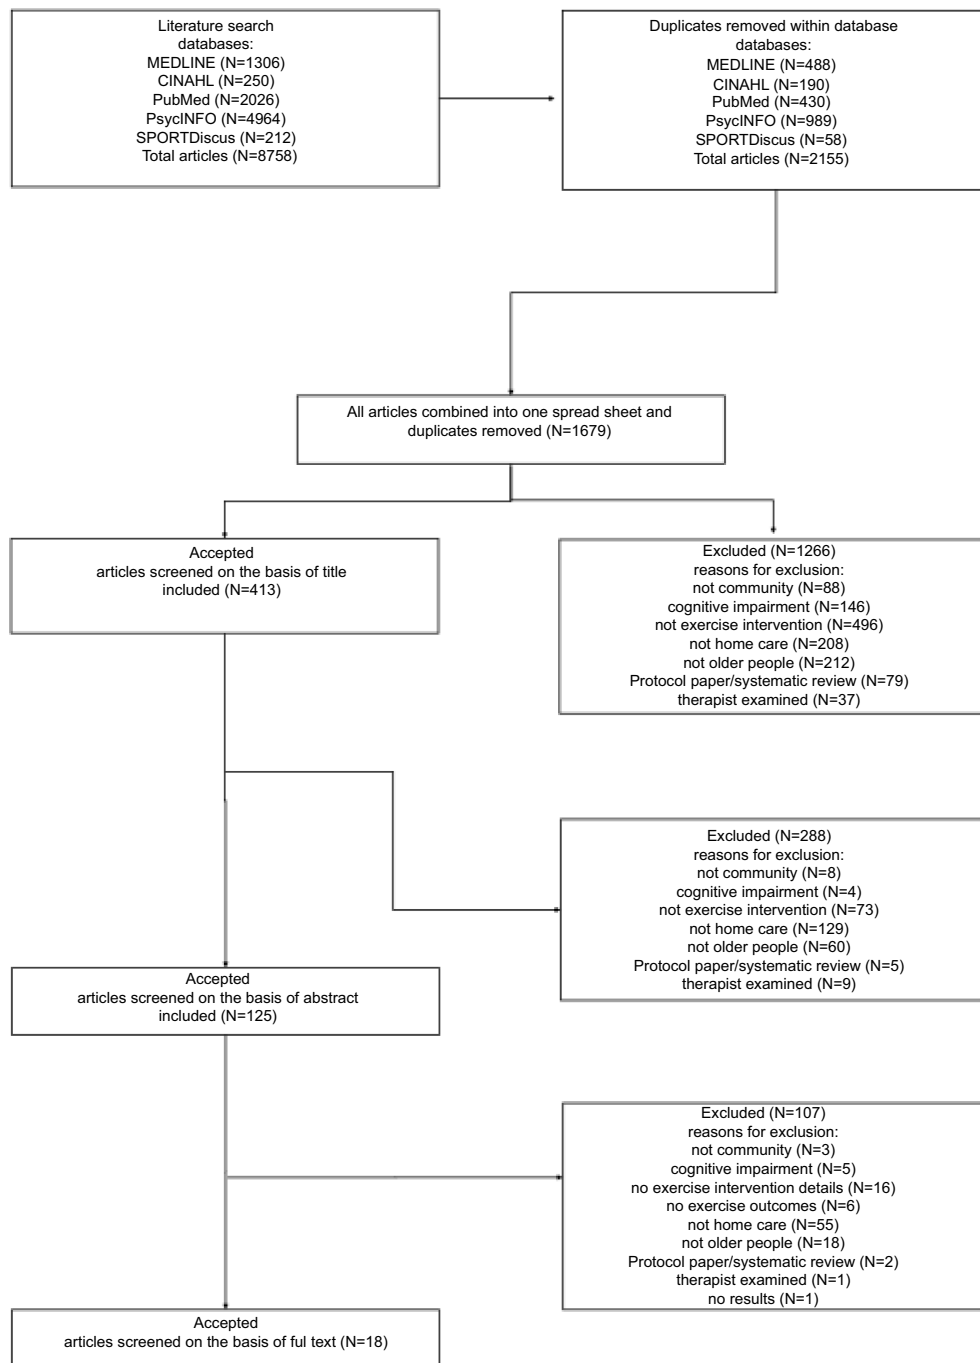 Literature search
databases:
MEDLINE (N=1306)
CINAHL (N=250)
PubMed (N=2026)
PsycINFO (N=4964)
SPORTDiscus (N=212)
Total articles (N=8758)
Duplicates removed within database
databases:
MEDLINE (N=488)
CINAHL (N=190)
PubMed (N=430)
PsycINFO (N=989)
SPORTDiscus (N=58)
Total articles (N=2155)
All articles combined into one spread sheet and
duplicates removed (N=1679)
Accepted
articles screened on the basis of title
included (N=413)
Excluded (N=1266)
reasons for exclusion:
not community (N=88)
cognitive impairment (N=146)
not exercise intervention (N=496)
not home care (N=208)
not older people (N=212)
Protocol paper/systematic review (N=79)
therapist examined (N=37)
Excluded (N=288)
reasons for exclusion:
not community (N=8)
cognitive impairment (N=4)
not exercise intervention (N=73)
not home care (N=129)
not older people (N=60)
Protocol paper/systematic review (N=5)
therapist examined (N=9)
Accepted
articles screened on the basis of abstract
included (N=125)
Excluded (N=107)
reasons for exclusion:
not community (N=3)
cognitive impairment (N=5)
no exercise intervention details (N=16)
no exercise outcomes (N=6)
not home care (N=55)
not older people (N=18)
Protocol paper/systematic review (N=2)
therapist examined (N=1)
no results (N=1)
Accepted
articles screened on the basis of ful text (N=18)